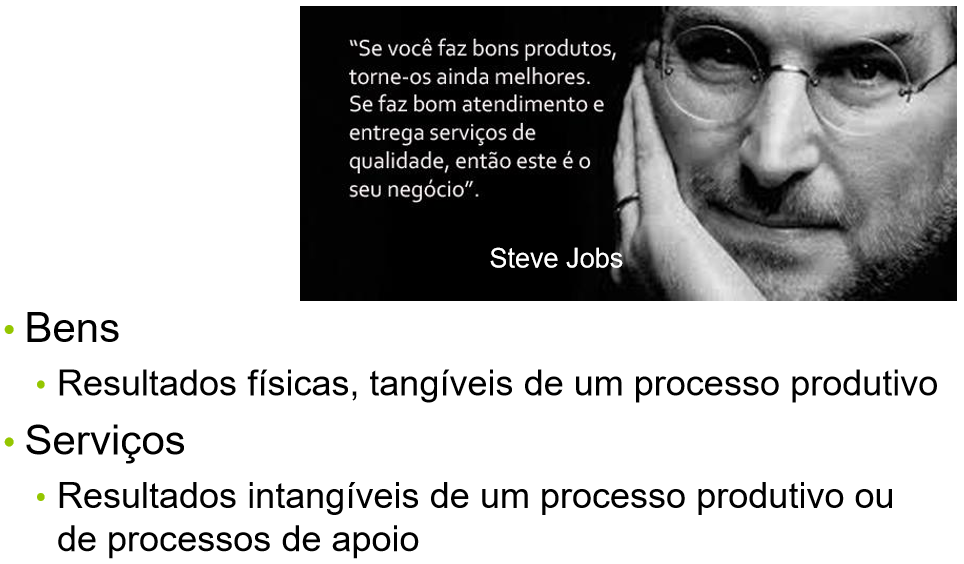 “Se você faz bons produtos,
torne-os ainda melhores.
Se faz bom atendimento e
entrega serviços de
qualidade, então este é o
seu negócio”.
Steve Jobs
• Bens
• Resultados físicas, tangíveis de um processo produtivo
• Serviços
• Resultados intangíveis de um processo produtivo ou
de processos de apoio